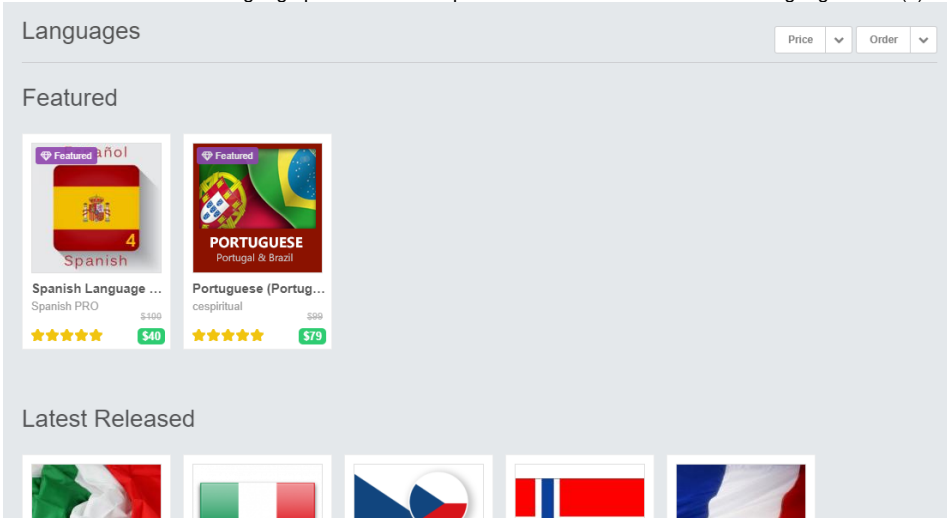 Languages
Price
Order
Featured
Featured
Español
4
Spanish
Spanish Language ...
Spanish PRO
$100
$40
Featured
PORTUGUESE
Portugal & Brazil
Portuguese (Portug...
cespiritual
$99
$79
Latest Released